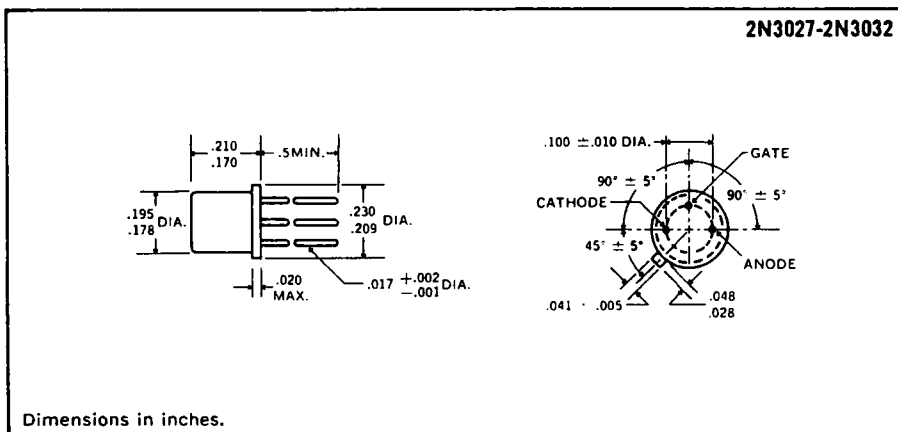 2N3027-2N3032
.210
.170
.5MIN.
.195
.178
DIA.
.230
.209
DIA.
.020
MAX.
.017 +.002 -.001 DIA.
.100 ±.010 DIA.
GATE
90° ± 5°
90° ± 5°
CATHODE
45° ± 5°
ANODE
.041 · .005
.048
.028
Dimensions in inches.